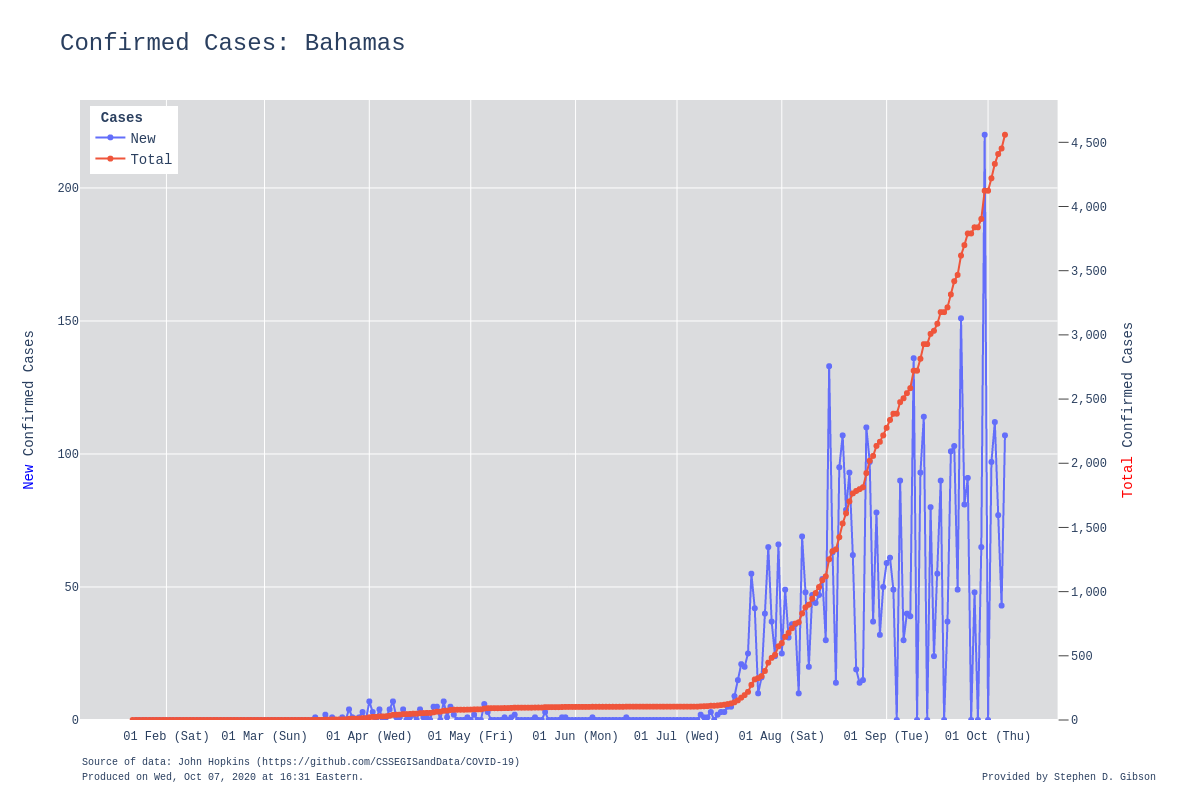 Confirmed Cases: Bahamas
Cases
New
Total
200
150
100
50
0
4,500
4,000
3,500
3,000
2,500
2,000
1,500
1,000
500
0
New Confirmed Cases
Total Confirmed Cases
01 Feb (Sat) 01 Mar (Sun) 01 Apr (Wed) 01 May (Fri) 01 Jun (Mon) 01 Jul (Wed) 01 Aug (Sat) 01 Sep (Tue) 01 Oct (Thu)
Source of data: John Hopkins (https://github.com/CSSEGISandData/COVID-19)
Produced on Wed, Oct 07, 2020 at 16:31 Eastern.
Provided by Stephen D. Gibson